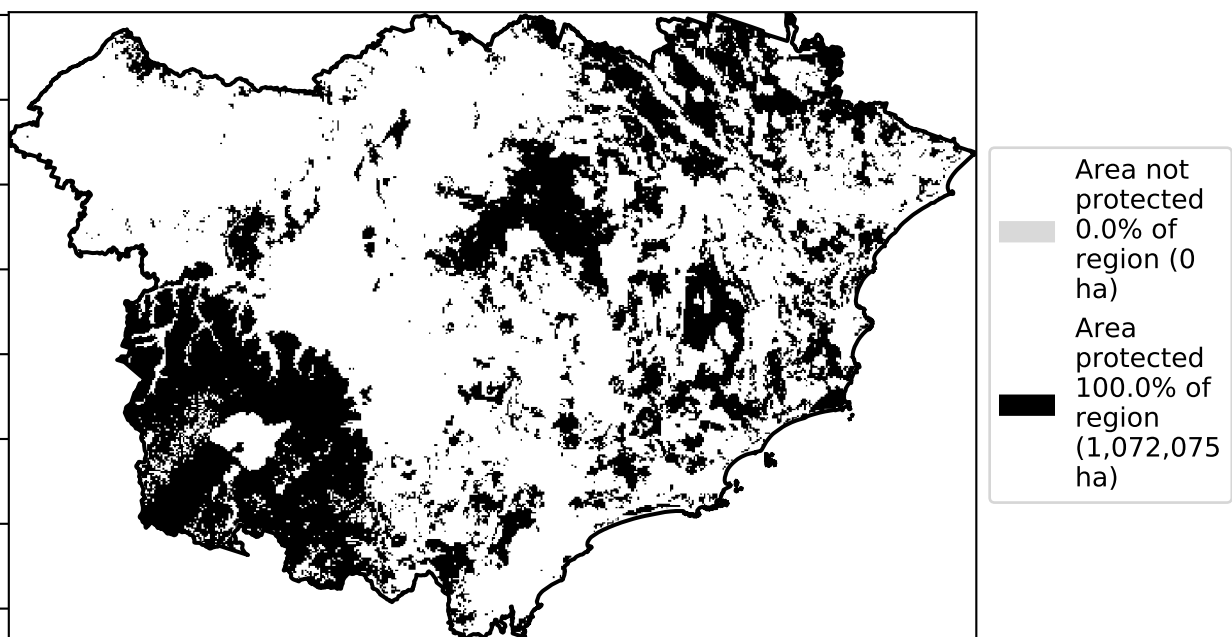 Area not
protected
0.0% of
region (0
ha)
Area
protected
100.0% of
region
(1,072,075
ha)